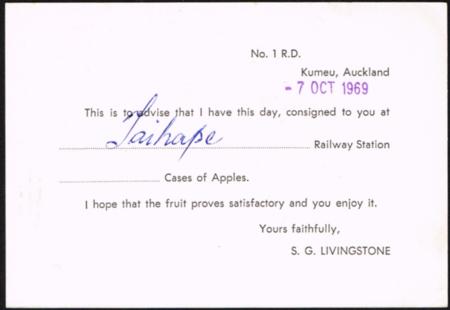 No. 1 R.D.
Kumeu, Auckland
- 7 OCT 1969
This is to advise that I have this day, consigned to you at
Taihape Railway Station
Cases of Apples.
I hope that the fruit proves satisfactory and you enjoy it.
Yours faithfully,
S. G. LIVINGSTONE